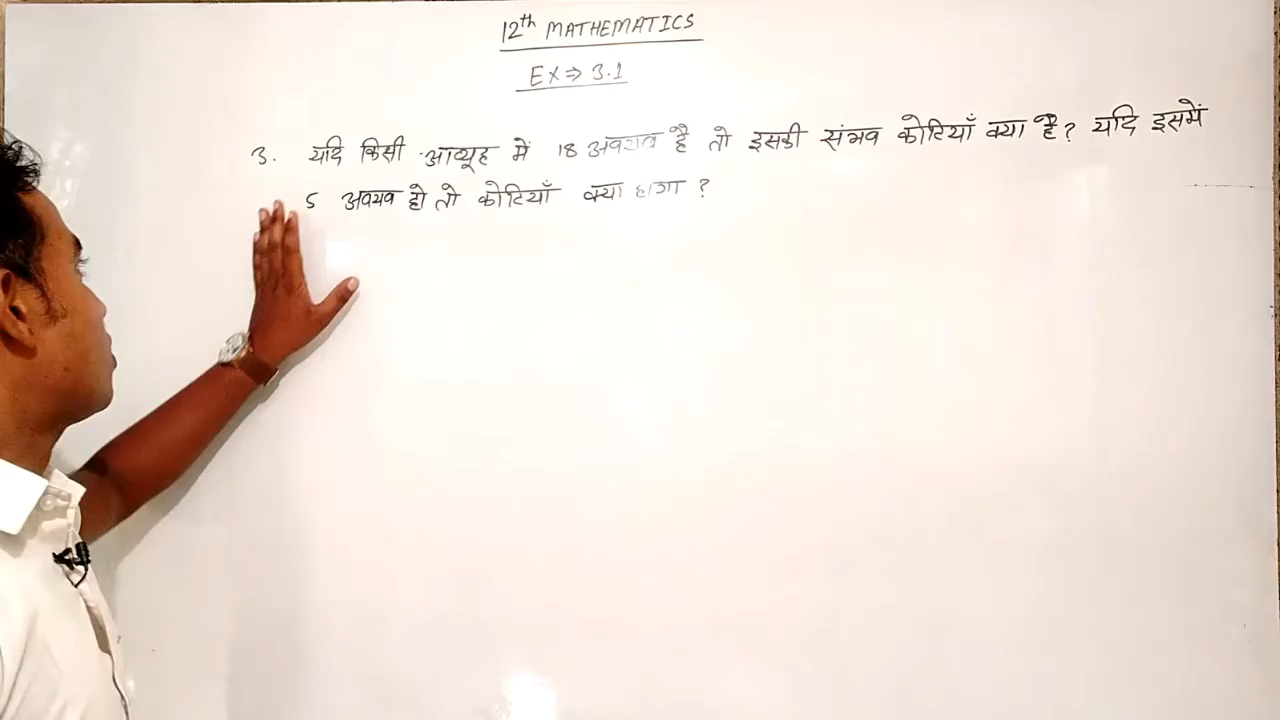 12th MATHEMATICS
EX⇒ 3.1
3. यदि किसी आव्यूह में 18 अवयव है तो इसकी संभव कोटियाँ क्या है? यदि इसमें
5 अवयव हो तो कोटियाँ क्या होगा ?